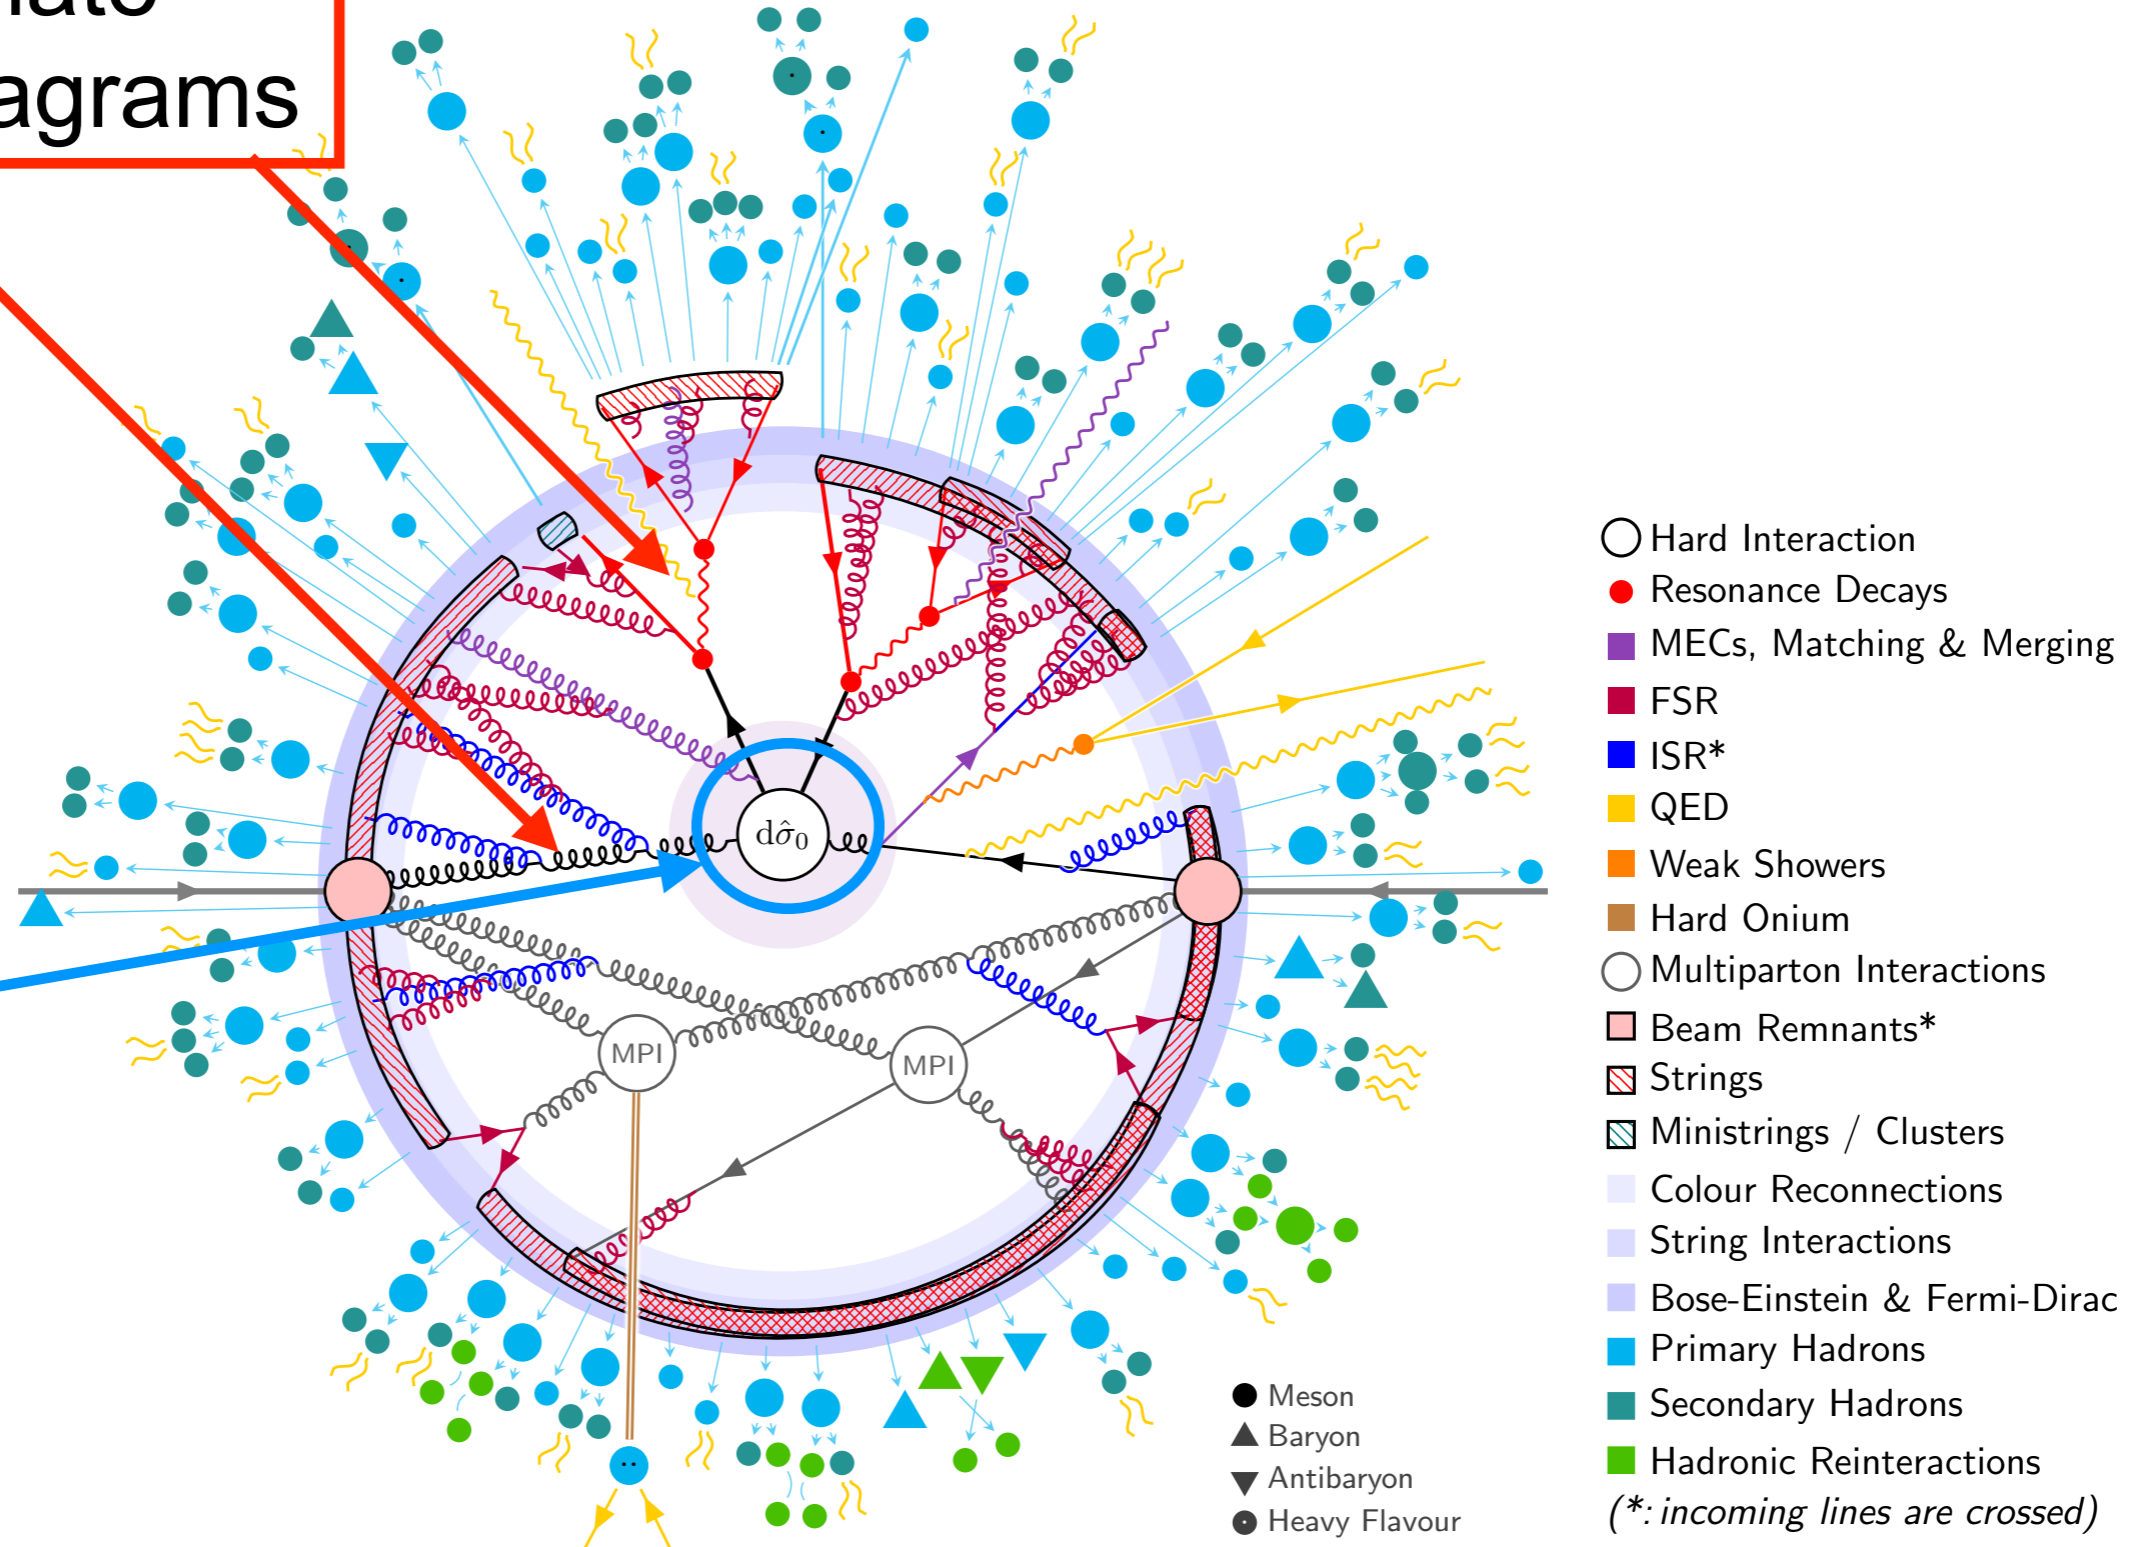 agrams
dσ̂₀
MPI
MPI
Hard Interaction
Resonance Decays
MECs, Matching & Merging
FSR
ISR*
QED
Weak Showers
Hard Onium
Multiparton Interactions
Beam Remnants*
Strings
Ministrings / Clusters
Colour Reconnections
String Interactions
Bose-Einstein & Fermi-Dirac
Primary Hadrons
Secondary Hadrons
Hadronic Reinteractions
(*: incoming lines are crossed)
Meson
Baryon
Antibaryon
Heavy Flavour